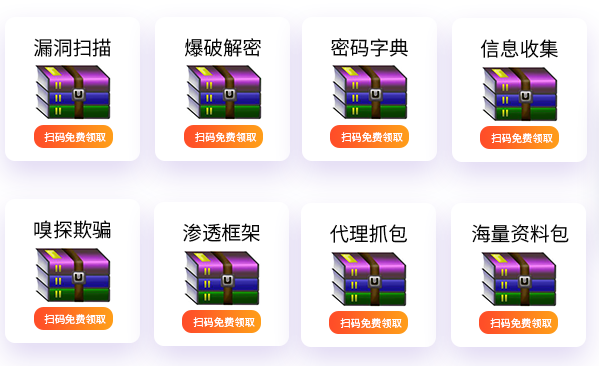 漏洞扫描
爆破解密
密码字典
信息收集
扫码免费领取
扫码免费领取
扫码免费领取
扫码免费领取
嗅探欺骗
渗透框架
代理抓包
海量资料包
扫码免费领取
扫码免费领取
扫码免费领取
扫码免费领取